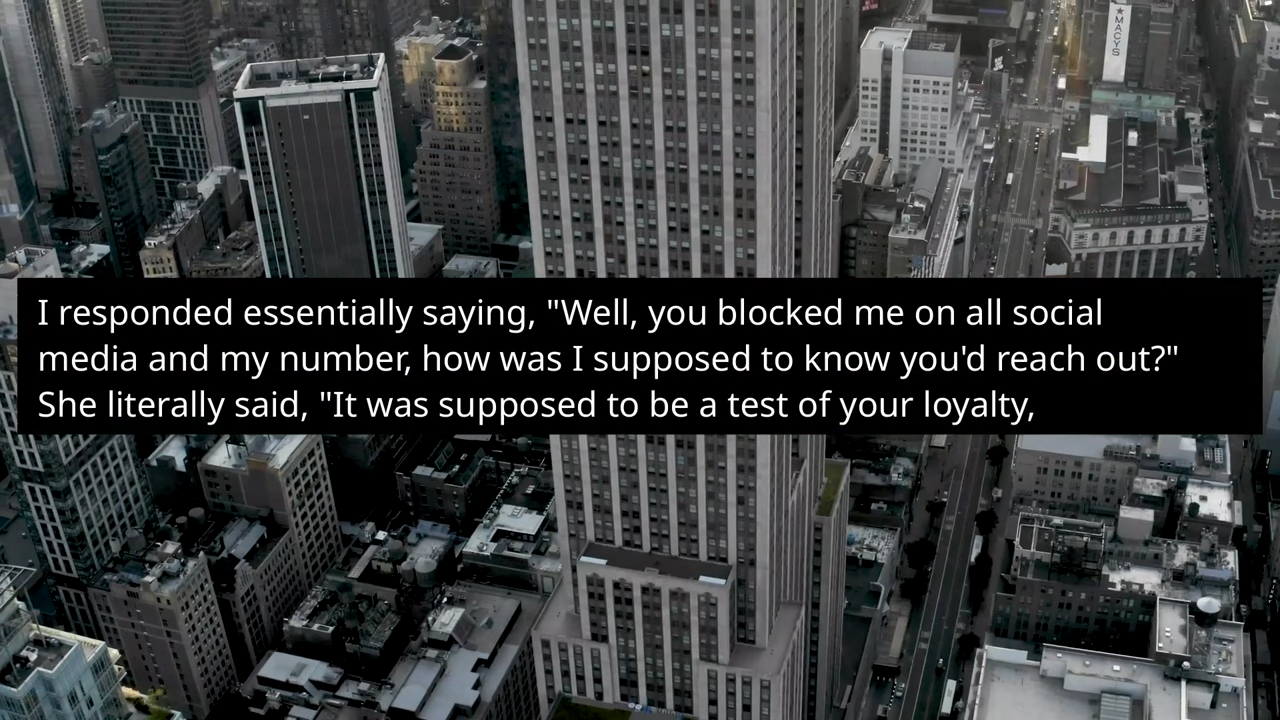 ★MACYS
I responded essentially saying, "Well, you blocked me on all social
media and my number, how was I supposed to know you'd reach out?"
She literally said, "It was supposed to be a test of your loyalty,